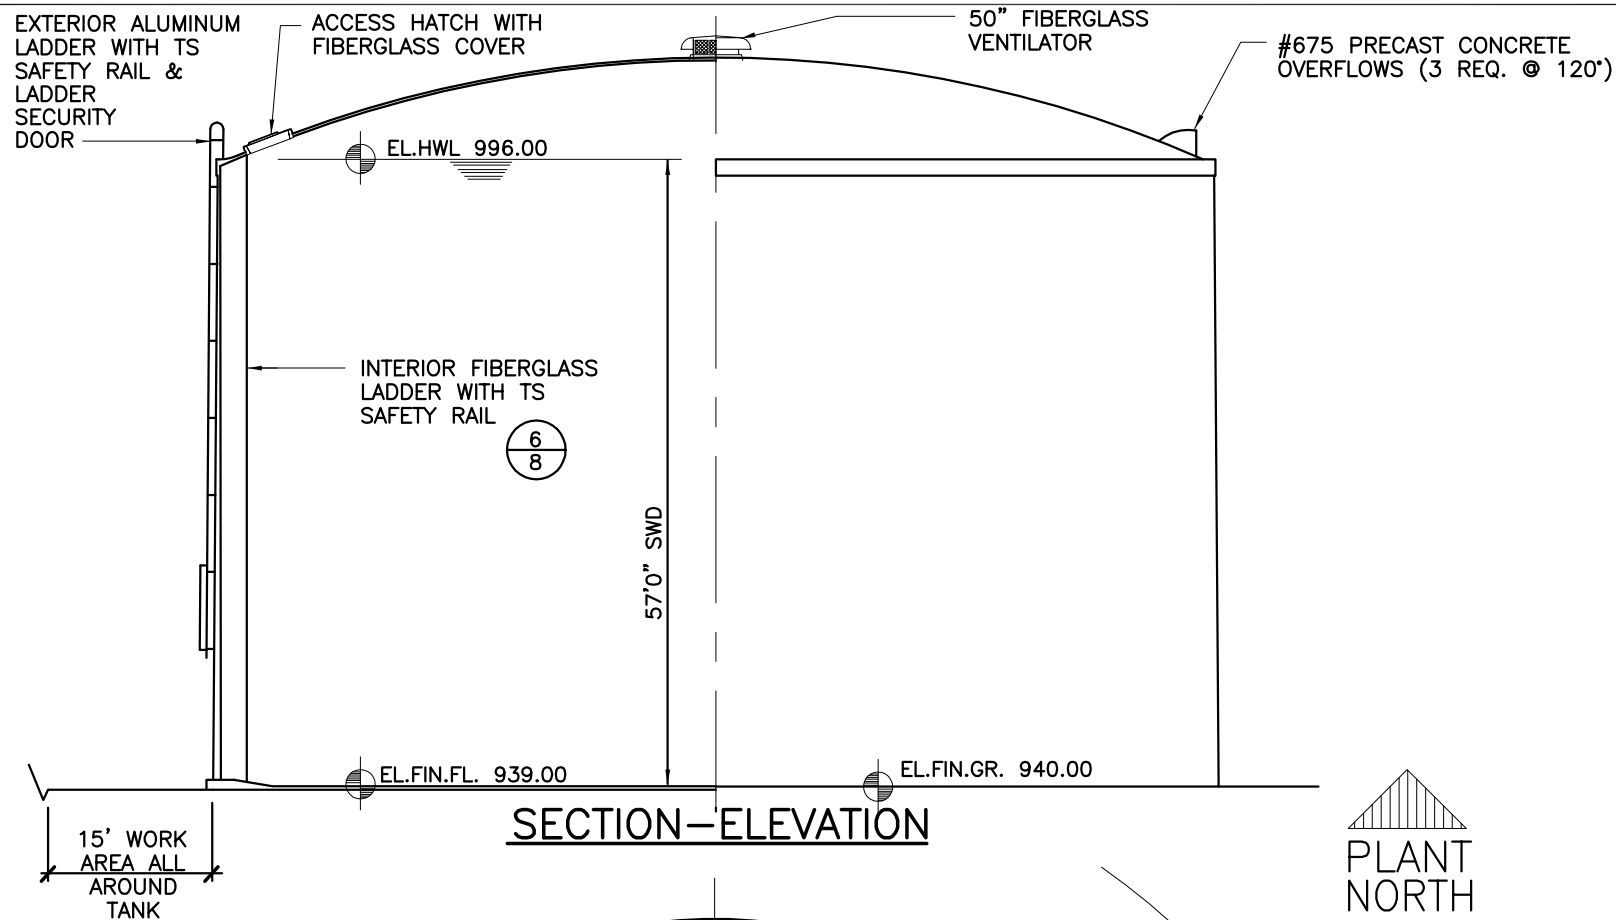 EXTERIOR ALUMINUM
LADDER WITH TS
SAFETY RAIL &
LADDER
SECURITY
DOOR
ACCESS HATCH WITH
FIBERGLASS COVER
50" FIBERGLASS
VENTILATOR
#675 PRECAST CONCRETE
OVERFLOWS (3 REQ. @ 120°)
EL.HWL 996.00
INTERIOR FIBERGLASS
LADDER WITH TS
SAFETY RAIL
6
8
57'0" SWD
EL.FIN.FL. 939.00
EL.FIN.GR. 940.00
SECTION-ELEVATION
15' WORK
AREA ALL
AROUND
TANK
PLANT
NORTH